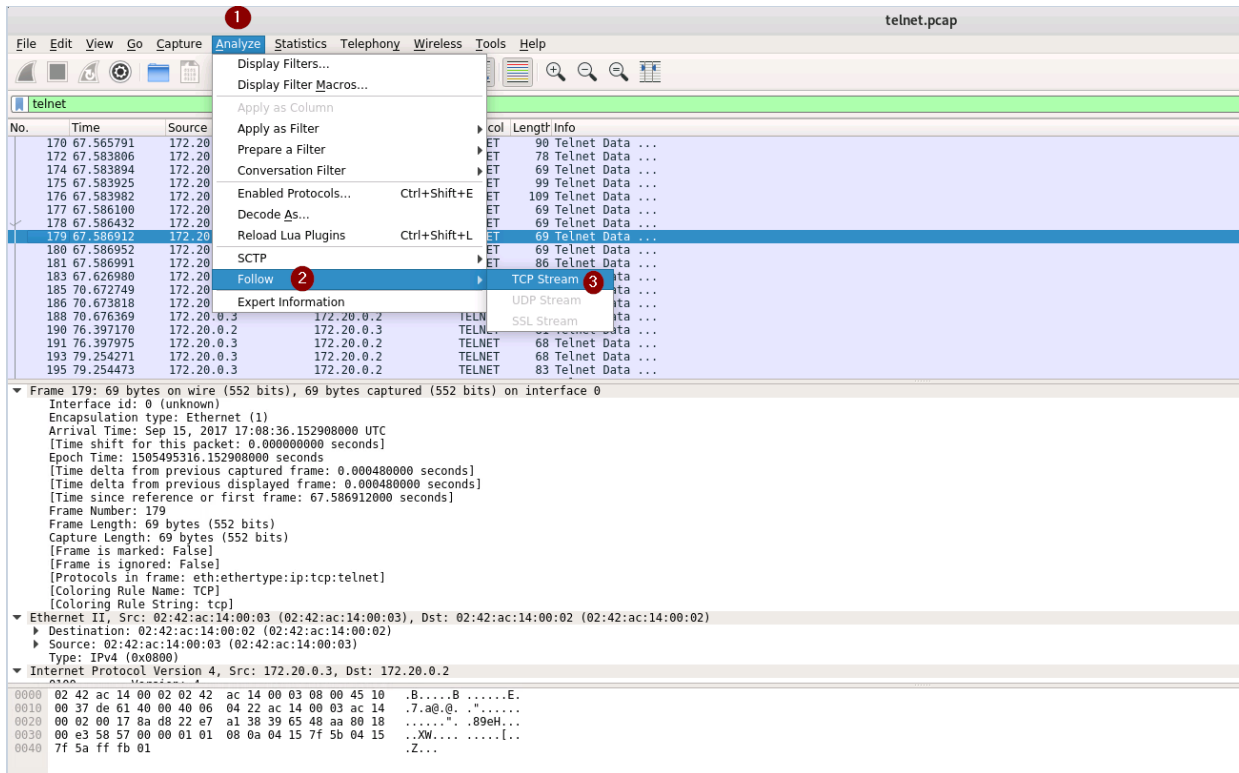 1
telnet.pcap
File Edit View Go Capture Analyze Statistics Telephony Wireless Tools Help
Display Filters...
Display Filter Macros...
telnet
Apply as Column
No. Time Source col Length Info
Apply as Filter
170 67.565791 172.20 ET 90 Telnet Data ...
Prepare a Filter
172 67.583806 172.20 ET 78 Telnet Data ...
174 67.583894 172.20 ET 69 Telnet Data ...
Conversation Filter
175 67.583925 172.20 ET 99 Telnet Data ...
Enabled Protocols... Ctrl+Shift+E
176 67.583982 172.20 ET 109 Telnet Data ...
177 67.586100 172.20 ET 69 Telnet Data ...
Decode As...
178 67.586432 172.20 ET 69 Telnet Data ...
Reload Lua Plugins Ctrl+Shift+L
179 67.586912 172.20 ET 69 Telnet Data ...
180 67.586952 172.20 ET 69 Telnet Data ...
SCTP
181 67.586991 172.20 ET 86 Telnet Data ...
183 67.626980 172.20 ta ...
Follow 2 TCP Stream 3
185 70.672749 172.20 ta ...
186 70.673818 172.20 ta ...
Expert Information UDP Stream
188 70.676369 172.20.0.3 172.20.0.2 TELN ta ...
SSL Stream
190 76.397170 172.20.0.2 172.20.0.3 TELNET 81 Telnet Data ...
191 76.397975 172.20.0.3 172.20.0.2 TELNET 68 Telnet Data ...
193 79.254271 172.20.0.3 172.20.0.2 TELNET 68 Telnet Data ...
195 79.254473 172.20.0.3 172.20.0.2 TELNET 83 Telnet Data ...
Frame 179: 69 bytes on wire (552 bits), 69 bytes captured (552 bits) on interface 0
Interface id: 0 (unknown)
Encapsulation type: Ethernet (1)
Arrival Time: Sep 15, 2017 17:08:36.152908000 UTC
[Time shift for this packet: 0.000000000 seconds]
Epoch Time: 1505495316.152908000 seconds
[Time delta from previous captured frame: 0.000480000 seconds]
[Time delta from previous displayed frame: 0.000480000 seconds]
[Time since reference or first frame: 67.586912000 seconds]
Frame Number: 179
Frame Length: 69 bytes (552 bits)
Capture Length: 69 bytes (552 bits)
[Frame is marked: False]
[Frame is ignored: False]
[Protocols in frame: eth:ethertype:ip:tcp:telnet]
[Coloring Rule Name: TCP]
[Coloring Rule String: tcp]
Ethernet II, Src: 02:42:ac:14:00:03 (02:42:ac:14:00:03), Dst: 02:42:ac:14:00:02 (02:42:ac:14:00:02)
Destination: 02:42:ac:14:00:02 (02:42:ac:14:00:02)
Source: 02:42:ac:14:00:03 (02:42:ac:14:00:03)
Type: IPv4 (0x0800)
Internet Protocol Version 4, Src: 172.20.0.3, Dst: 172.20.0.2
0000 02 42 ac 14 00 02 02 42 ac 14 00 03 08 00 45 10 .B.....B ......E.
0010 00 37 de 61 40 00 40 06 04 22 ac 14 00 03 ac 14 .7.a@.@. ."......
0020 00 02 00 17 8a d8 22 e7 a1 38 39 65 48 aa 80 18 ......". .89eH...
0030 00 e3 58 57 00 00 01 01 08 0a 04 15 7f 5b 04 15 ..XW.... .....[..
0040 7f 5a ff fb 01 .Z...